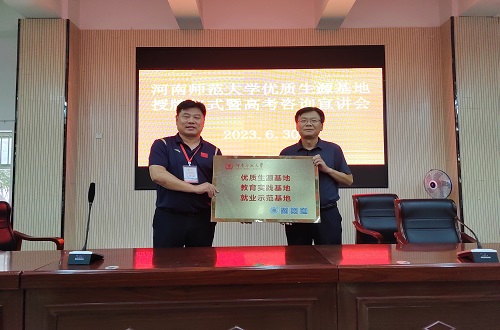 河南师范大学优质生源基地
授牌仪式暨高考咨询宣讲会
2023.6.30
优质生源基地
教育实践基地
就业示范基地